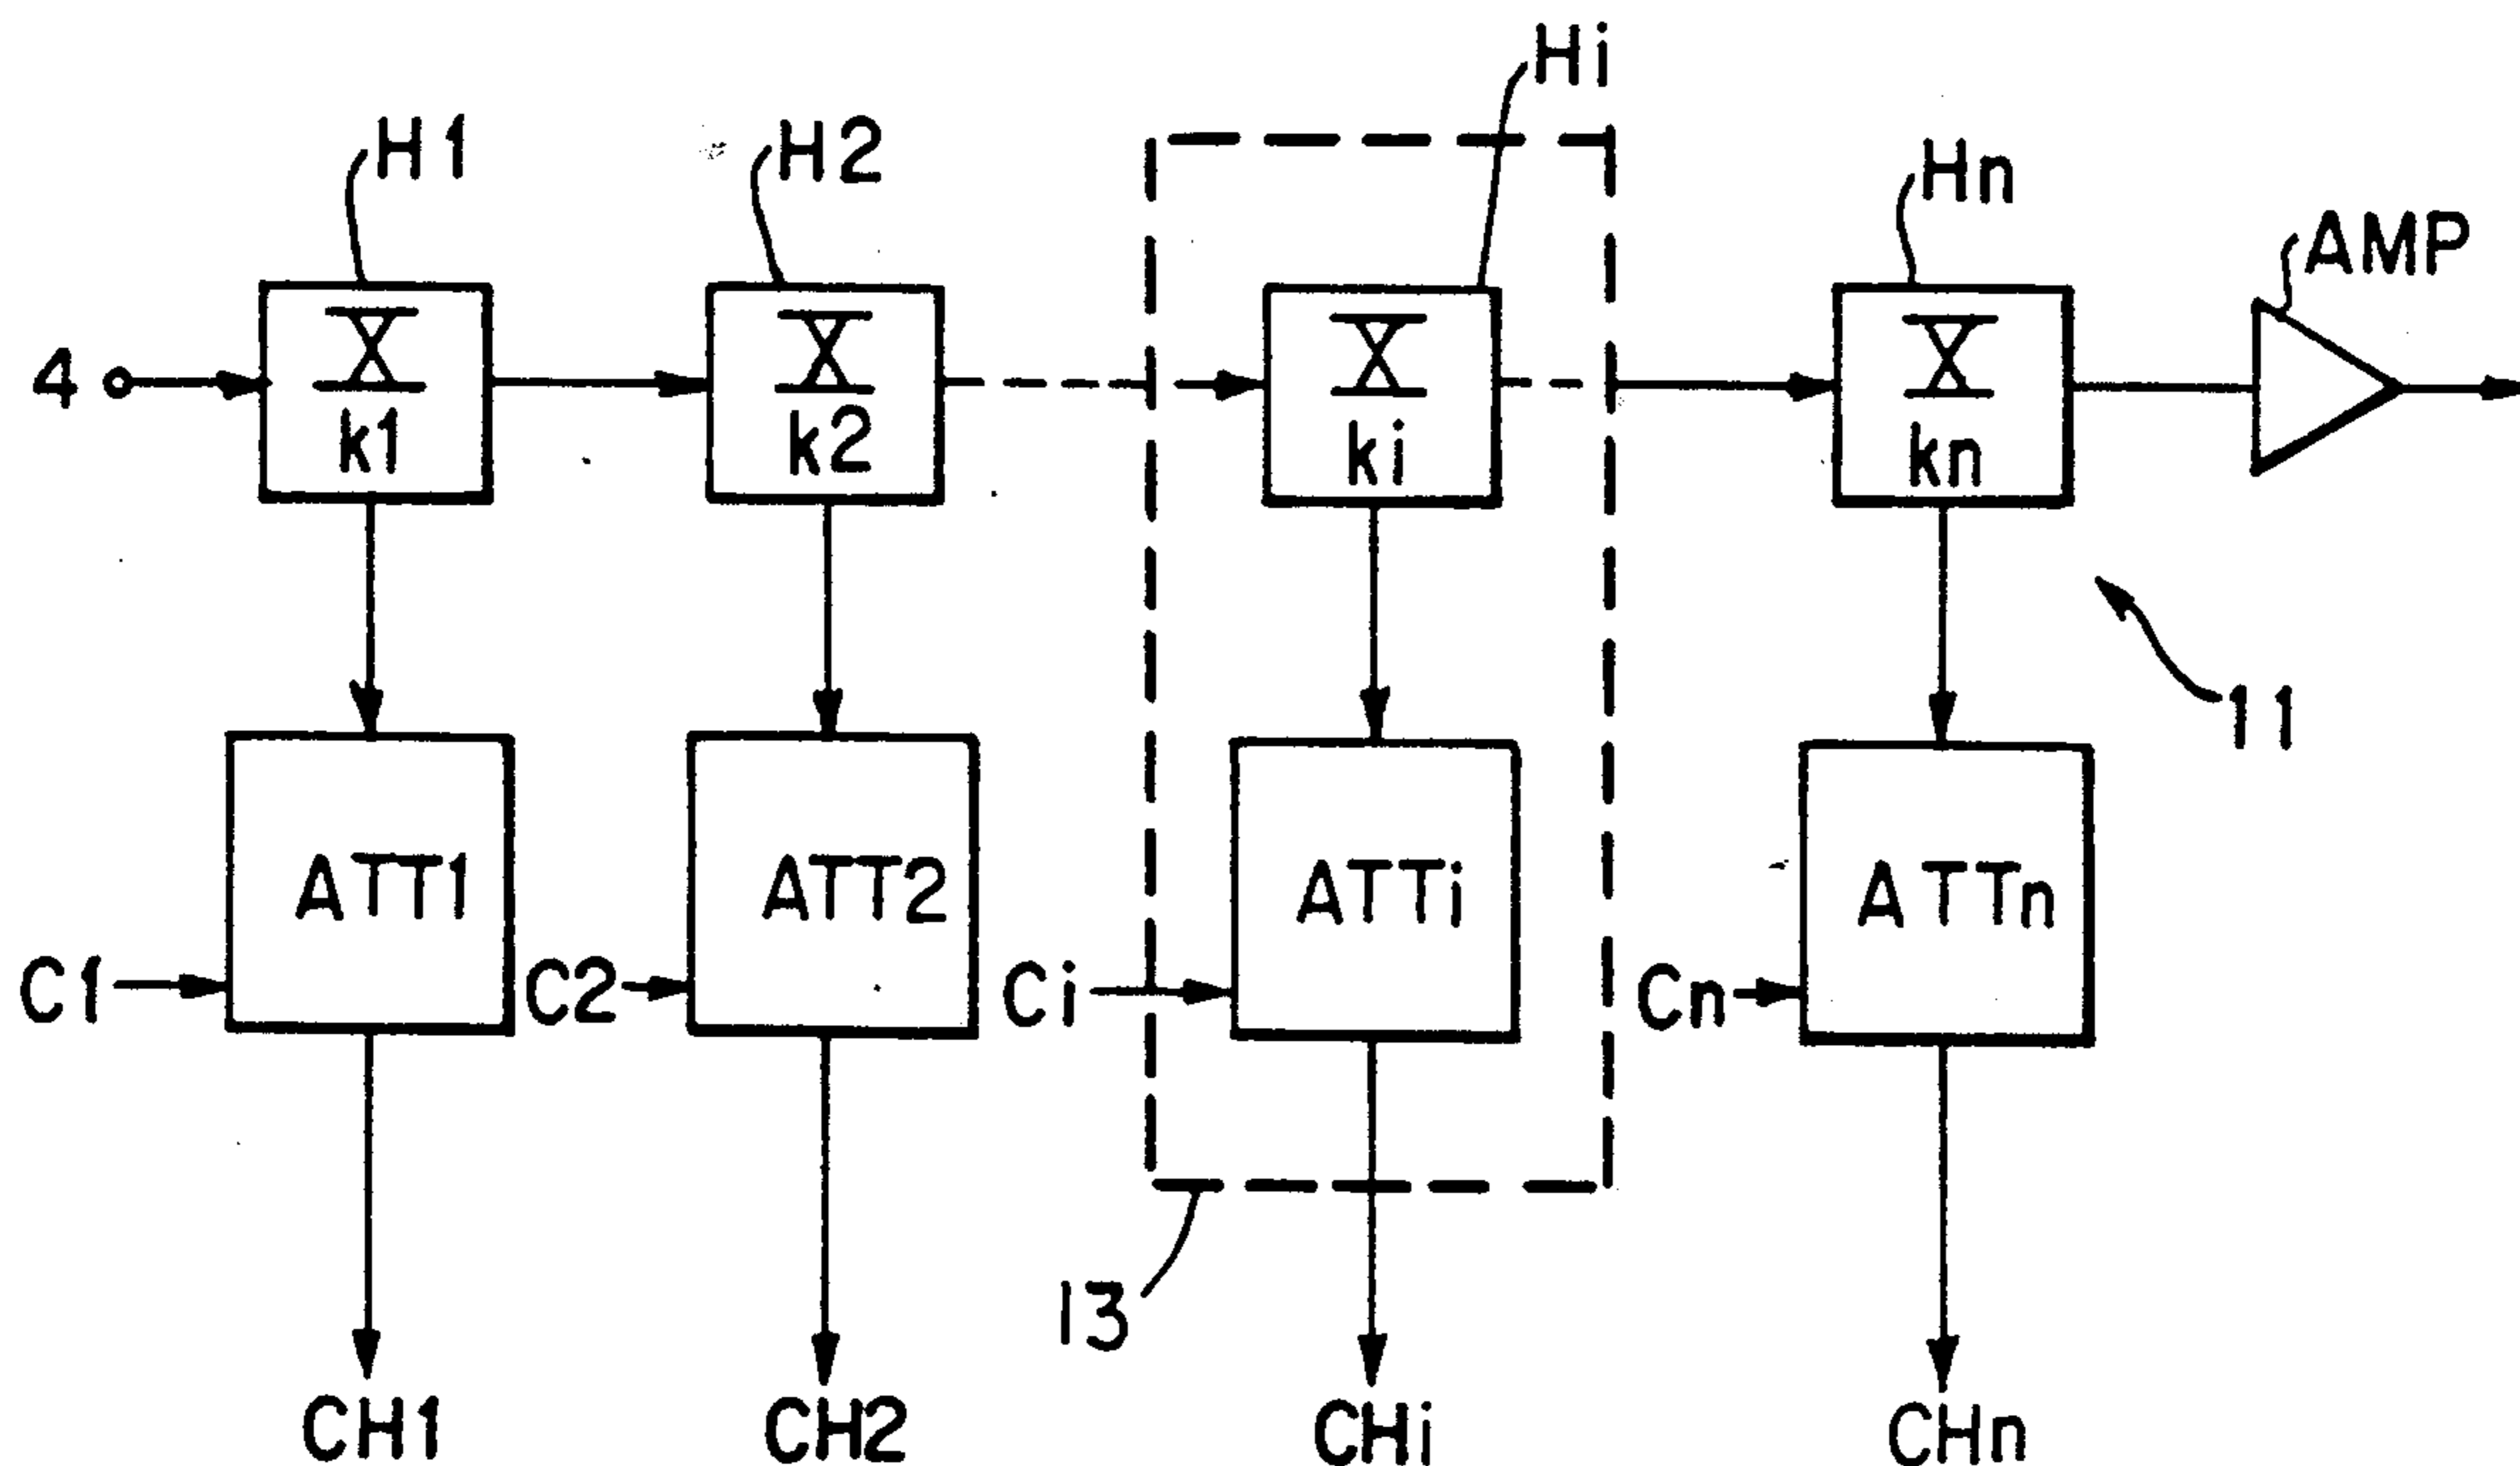 Hi
H1
H2
Hn
AMP
4
X
k1
X
k2
X
ki
X
kn
11
ATT1
ATT2
ATTi
ATTn
C1
C2
Ci
Cn
13
CH1
CH2
CHi
CHn